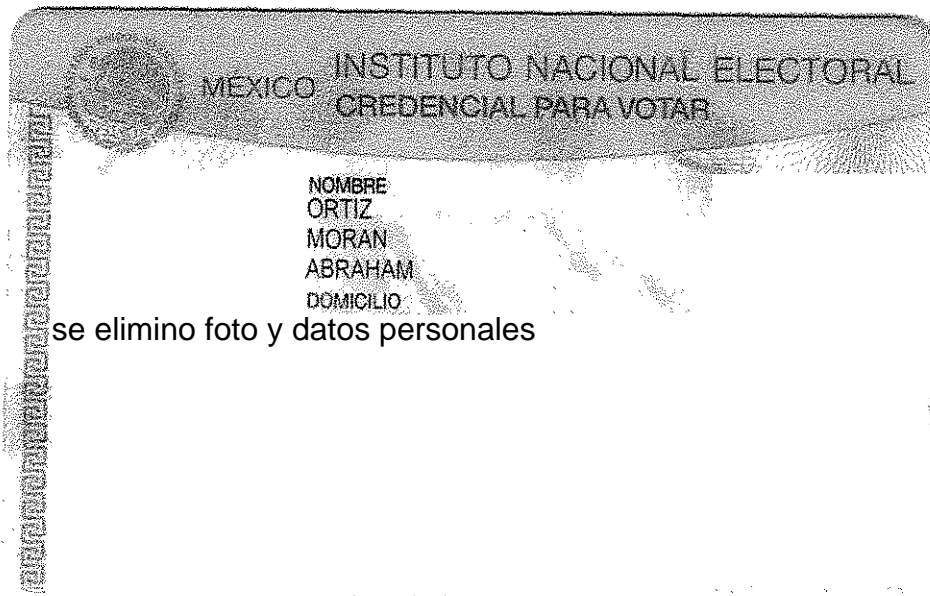 MEXICO INSTITUTO NACIONAL ELECTORAL
CREDENCIAL PARA VOTAR
NOMBRE
ORTIZ
MORAN
ABRAHAM
DOMICILIO
se elimino foto y datos personales